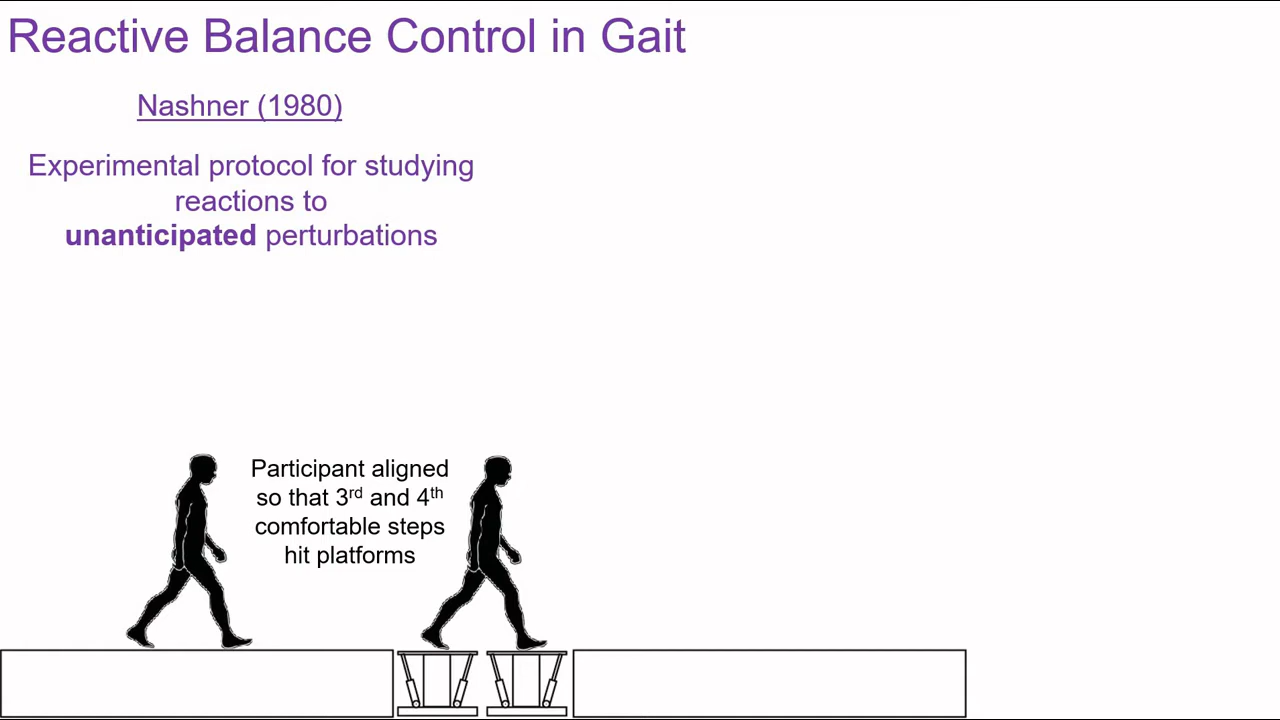 Reactive Balance Control in Gait
Nashner (1980)
Experimental protocol for studying
reactions to
unanticipated perturbations
Participant aligned
so that 3rd and 4th
comfortable steps
hit platforms